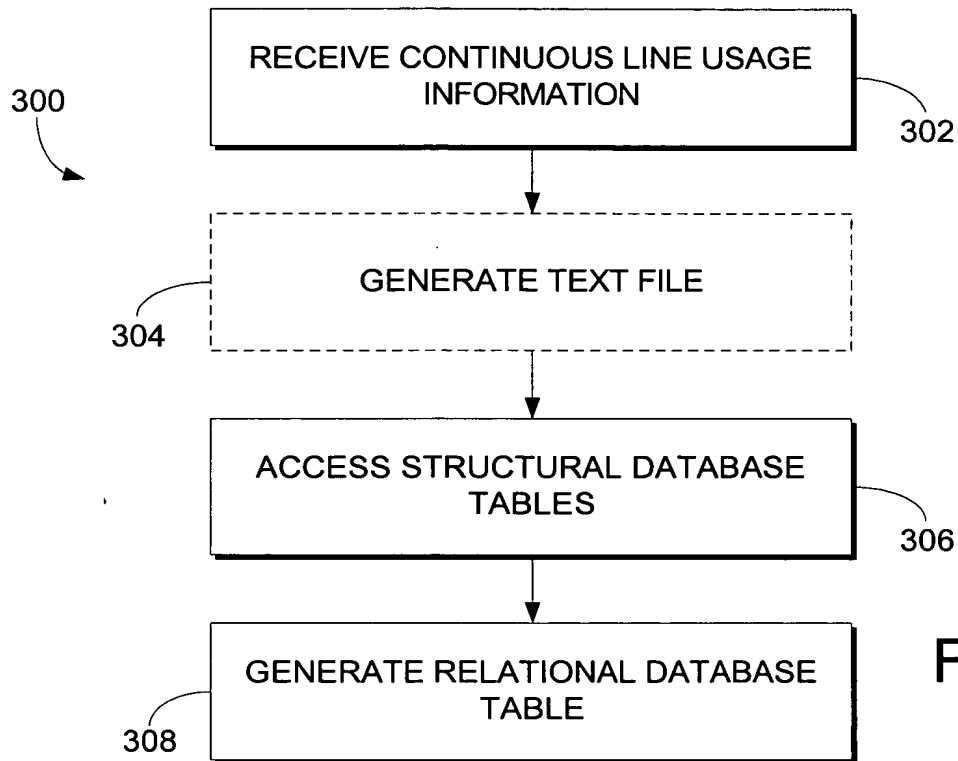 RECEIVE CONTINUOUS LINE USAGE
INFORMATION
300
302
GENERATE TEXT FILE
304
ACCESS STRUCTURAL DATABASE
TABLES
306
GENERATE RELATIONAL DATABASE
TABLE
308
F